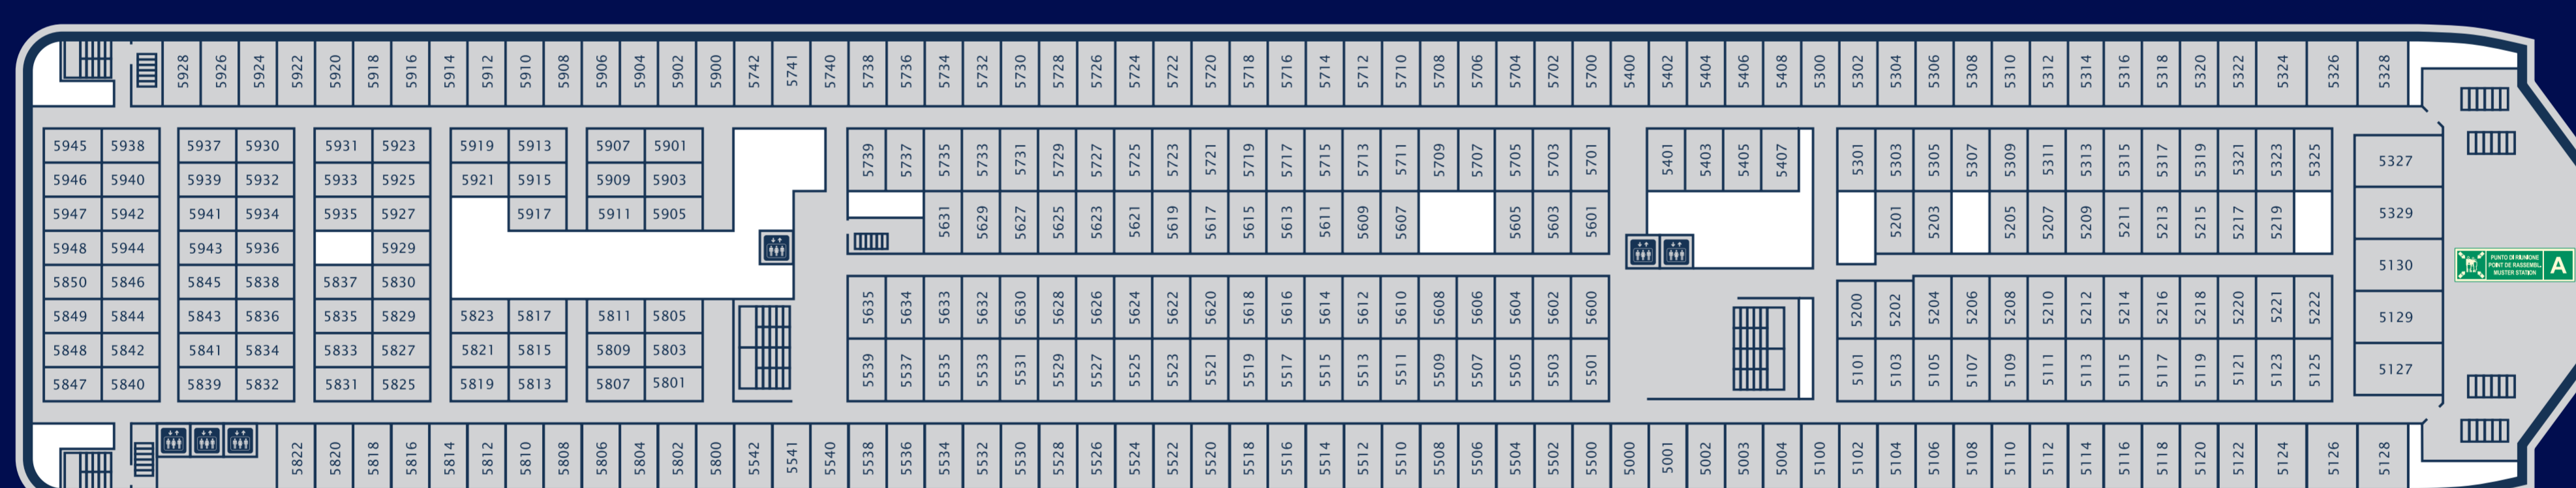 5928 5926 5924 5922 5920 5918 5916 5914 5912 5910 5908 5906 5904 5902 5900 5742 5741 5740 5738 5736 5734 5732 5730 5728 5726 5724 5722 5720 5718 5716 5714 5712 5710 5708 5706 5704 5702 5700 5400 5402 5404 5406 5408 5300 5302 5304 5306 5308 5310 5312 5314 5316 5318 5320 5322 5324 5326 5328
5945 5938 5937 5930 5931 5923 5919 5913 5907 5901
5946 5940 5939 5932 5933 5925 5921 5915 5909 5903
5947 5942 5941 5934 5935 5927 5917 5911 5905
5948 5944 5943 5936 5929
5850 5846 5845 5838 5837 5830
5849 5844 5843 5836 5835 5829 5823 5817 5811 5805
5848 5842 5841 5834 5833 5827 5821 5815 5809 5803
5847 5840 5839 5832 5831 5825 5819 5813 5807 5801
5739 5737 5735 5733 5731 5729 5727 5725 5723 5721 5719 5717 5715 5713 5711 5709 5707 5705 5703 5701 5401 5403 5405 5407 5301 5303 5305 5307 5309 5311 5313 5315 5317 5319 5321 5323 5325
5631 5629 5627 5625 5623 5621 5619 5617 5615 5613 5611 5609 5607 5605 5603 5601 5201 5203 5205 5207 5209 5211 5213 5215 5217 5219
5635 5634 5633 5632 5630 5628 5626 5624 5622 5620 5618 5616 5614 5612 5610 5608 5606 5604 5602 5600 5200 5202 5204 5206 5208 5210 5212 5214 5216 5218 5220 5221 5222
5539 5537 5535 5533 5531 5529 5527 5525 5523 5521 5519 5517 5515 5513 5511 5509 5507 5505 5503 5501 5101 5103 5105 5107 5109 5111 5113 5115 5117 5119 5121 5123 5125
5327
5329
5130
5129
5127
PUNTO DI RIUNIONE
POINT DE RASSEMBL.
MUSTER STATION
A
5822 5820 5818 5816 5814 5812 5810 5808 5806 5804 5802 5800 5542 5541 5540 5538 5536 5534 5532 5530 5528 5526 5524 5522 5520 5518 5516 5514 5512 5510 5508 5506 5504 5502 5500 5000 5001 5002 5003 5004 5100 5102 5104 5106 5108 5110 5112 5114 5116 5118 5120 5122 5124 5126 5128